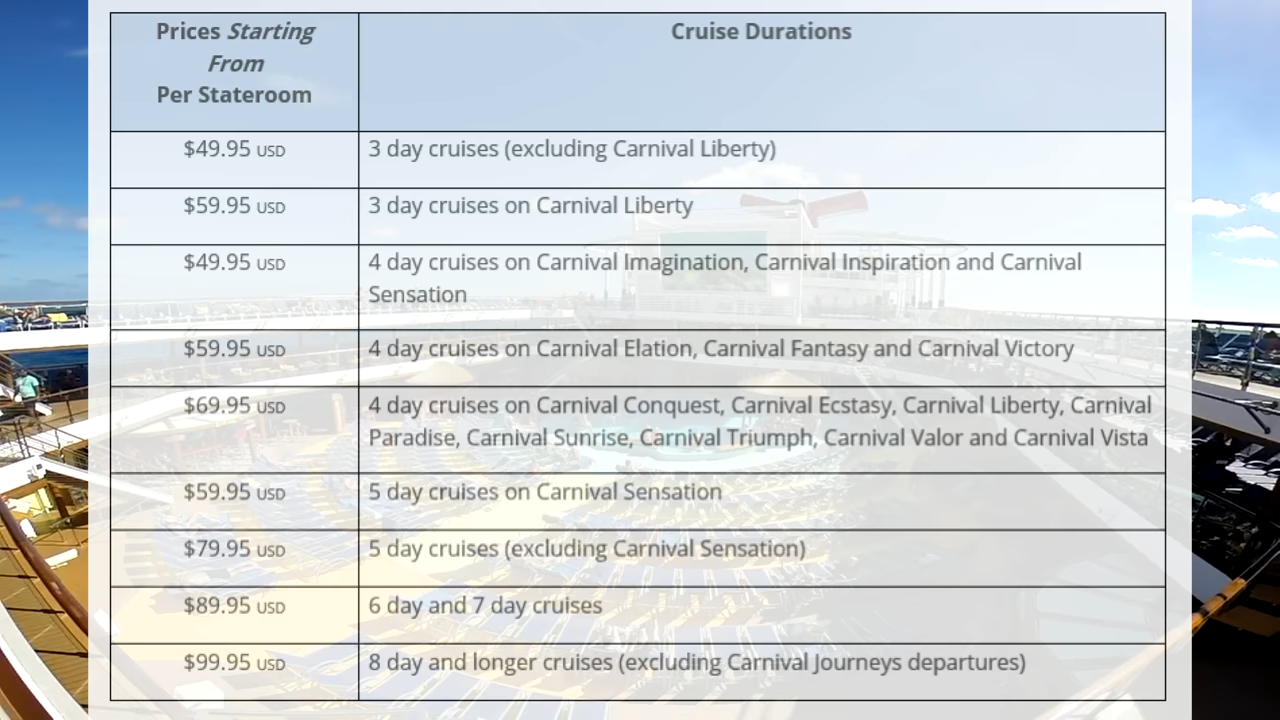 Prices Starting
From
Per Stateroom
Cruise Durations
$49.95 USD
3 day cruises (excluding Carnival Liberty)
$59.95 USD
3 day cruises on Carnival Liberty
$49.95 USD
4 day cruises on Carnival Imagination, Carnival Inspiration and Carnival
Sensation
$59.95 USD
4 day cruises on Carnival Elation, Carnival Fantasy and Carnival Victory
$69.95 USD
4 day cruises on Carnival Conquest, Carnival Ecstasy, Carnival Liberty, Carnival
Paradise, Carnival Sunrise, Carnival Triumph, Carnival Valor and Carnival Vista
$59.95 USD
5 day cruises on Carnival Sensation
$79.95 USD
5 day cruises (excluding Carnival Sensation)
$89.95 USD
6 day and 7 day cruises
$99.95 USD
8 day and longer cruises (excluding Carnival Journeys departures)